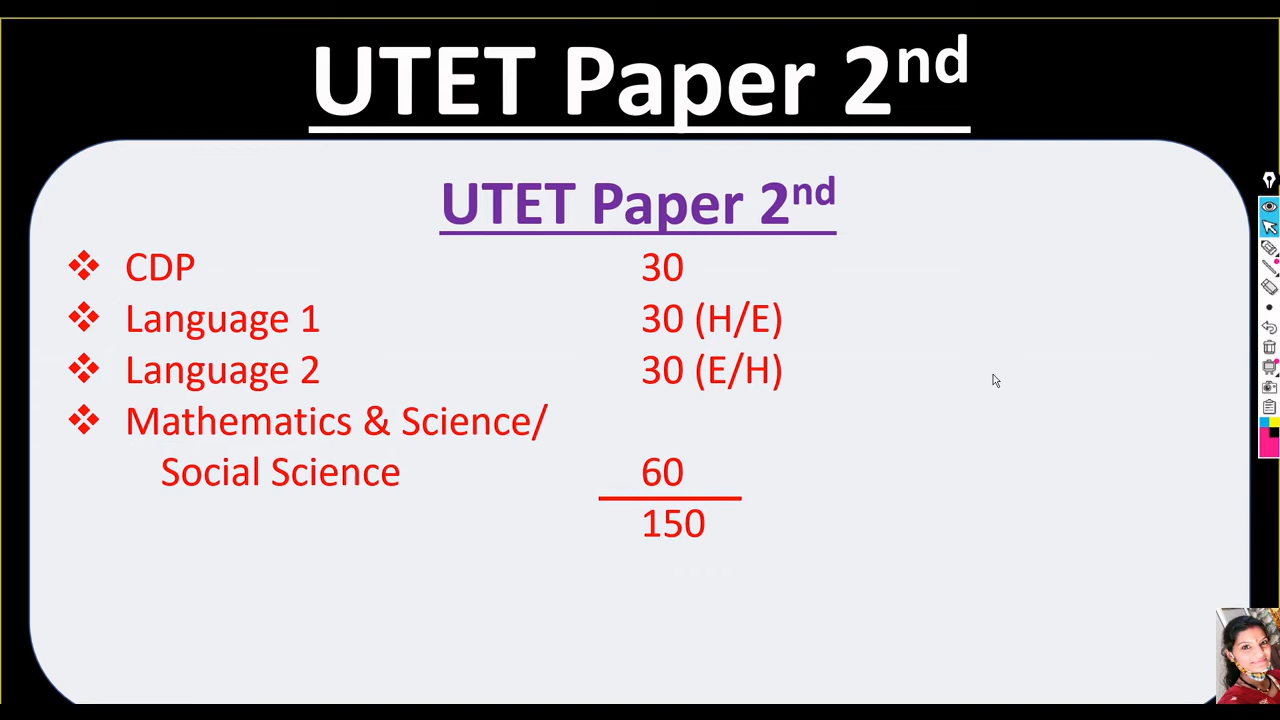 UTET Paper 2nd
UTET Paper 2nd
❖ CDP 30
❖ Language 1 30 (H/E)
❖ Language 2 30 (E/H)
❖ Mathematics & Science/
Social Science 60
150